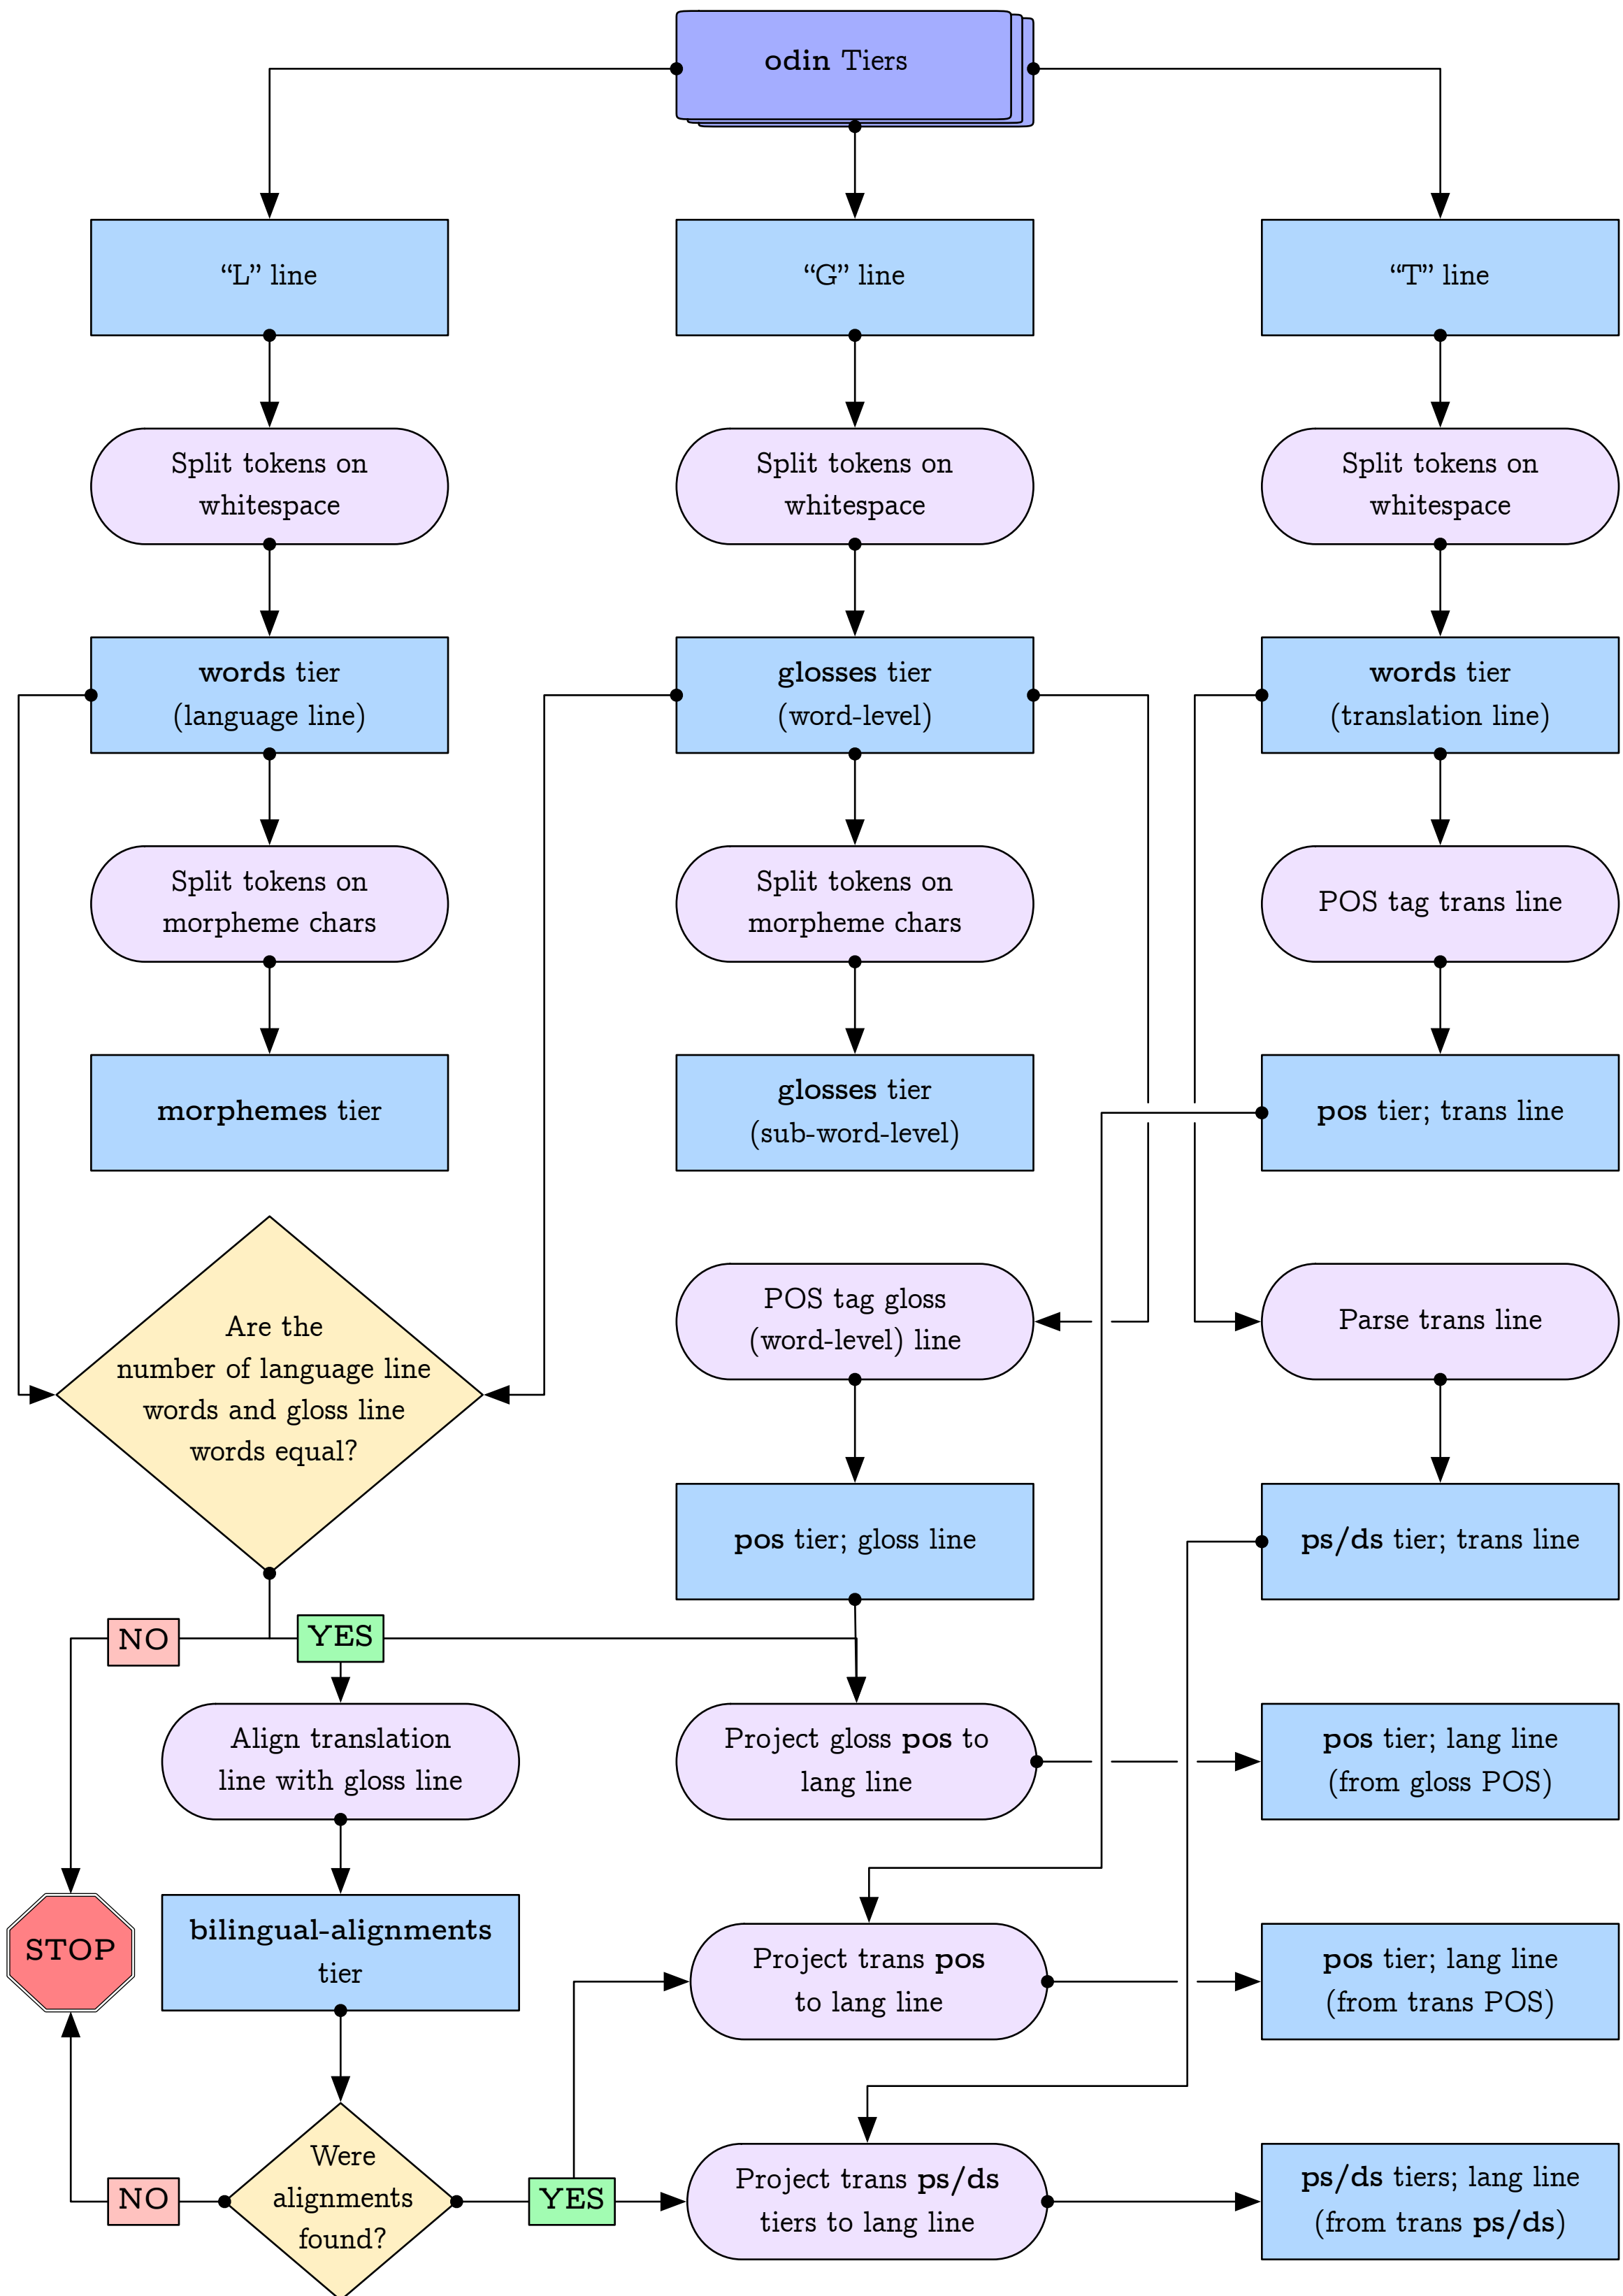 odin Tiers
“L” line
“G” line
“T” line
Split tokens on
whitespace
Split tokens on
whitespace
Split tokens on
whitespace
words tier
(language line)
glosses tier
(word-level)
words tier
(translation line)
Split tokens on
morpheme chars
Split tokens on
morpheme chars
POS tag trans line
morphemes tier
glosses tier
(sub-word-level)
pos tier; trans line
Are the
number of language line
words and gloss line
words equal?
POS tag gloss
(word-level) line
Parse trans line
pos tier; gloss line
ps/ds tier; trans line
NO
YES
Align translation
line with gloss line
Project gloss pos to
lang line
pos tier; lang line
(from gloss POS)
STOP
bilingual-alignments
tier
Project trans pos
to lang line
pos tier; lang line
(from trans POS)
Were
alignments
found?
NO
YES
Project trans ps/ds
tiers to lang line
ps/ds tiers; lang line
(from trans ps/ds)